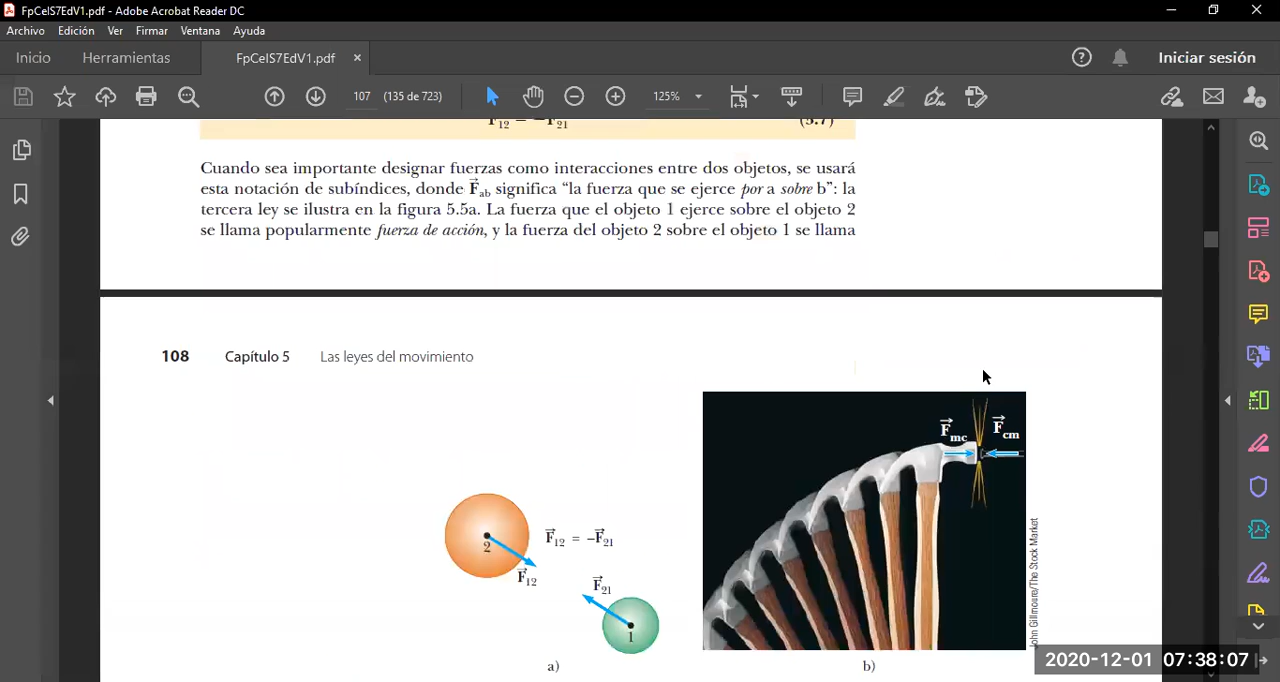 FpCelS7EdV1.pdf - Adobe Acrobat Reader DC
Archivo Edición Ver Firmar Ventana Ayuda
Inicio Herramientas FpCelS7EdV1.pdf × Iniciar sesión
107 (135 de 723) 125%
F12 = −F21 (5.7)
Cuando sea importante designar fuerzas como interacciones entre dos objetos, se usará
esta notación de subíndices, donde F⃗ab significa “la fuerza que se ejerce por a sobre b”: la
tercera ley se ilustra en la figura 5.5a. La fuerza que el objeto 1 ejerce sobre el objeto 2
se llama popularmente fuerza de acción, y la fuerza del objeto 2 sobre el objeto 1 se llama
108 Capítulo 5 Las leyes del movimiento
F⃗mc F⃗cm
2
F⃗12 = −F⃗21
F⃗12
F⃗21
1
John Gillmoure/The Stock Market
a) b)
2020-12-01 07:38:07